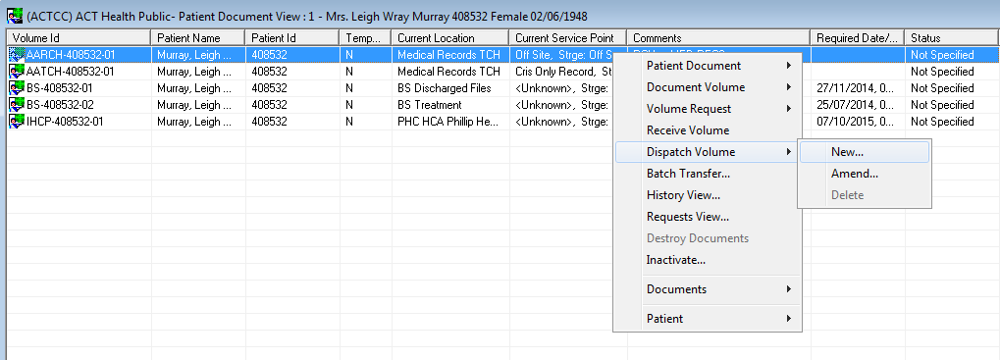 (ACTCC) ACT Health Public- Patient Document View : 1 - Mrs. Leigh Wray Murray 408532 Female 02/06/1948
Volume Id Patient Name Patient Id Temp... Current Location Current Service Point Comments Required Date/... Status
AARCH-408532-01 Murray, Leigh ... 408532 N Medical Records TCH Off Site, Strge: Off S Not Specified
AATCH-408532-01 Murray, Leigh ... 408532 N Medical Records TCH Cris Only Record, St Not Specified
BS-408532-01 Murray, Leigh ... 408532 N BS Discharged Files <Unknown>, Strge: 27/11/2014, 0... Not Specified
BS-408532-02 Murray, Leigh ... 408532 N BS Treatment <Unknown>, Strge: 25/07/2014, 0... Not Specified
IHCP-408532-01 Murray, Leigh ... 408532 N PHC HCA Phillip He... <Unknown>, Strge: 07/10/2015, 0... Not Specified
Patient Document
Document Volume
Volume Request
Receive Volume
Dispatch Volume
New...
Amend...
Delete
Batch Transfer...
History View...
Requests View...
Destroy Documents
Inactivate...
Documents
Patient